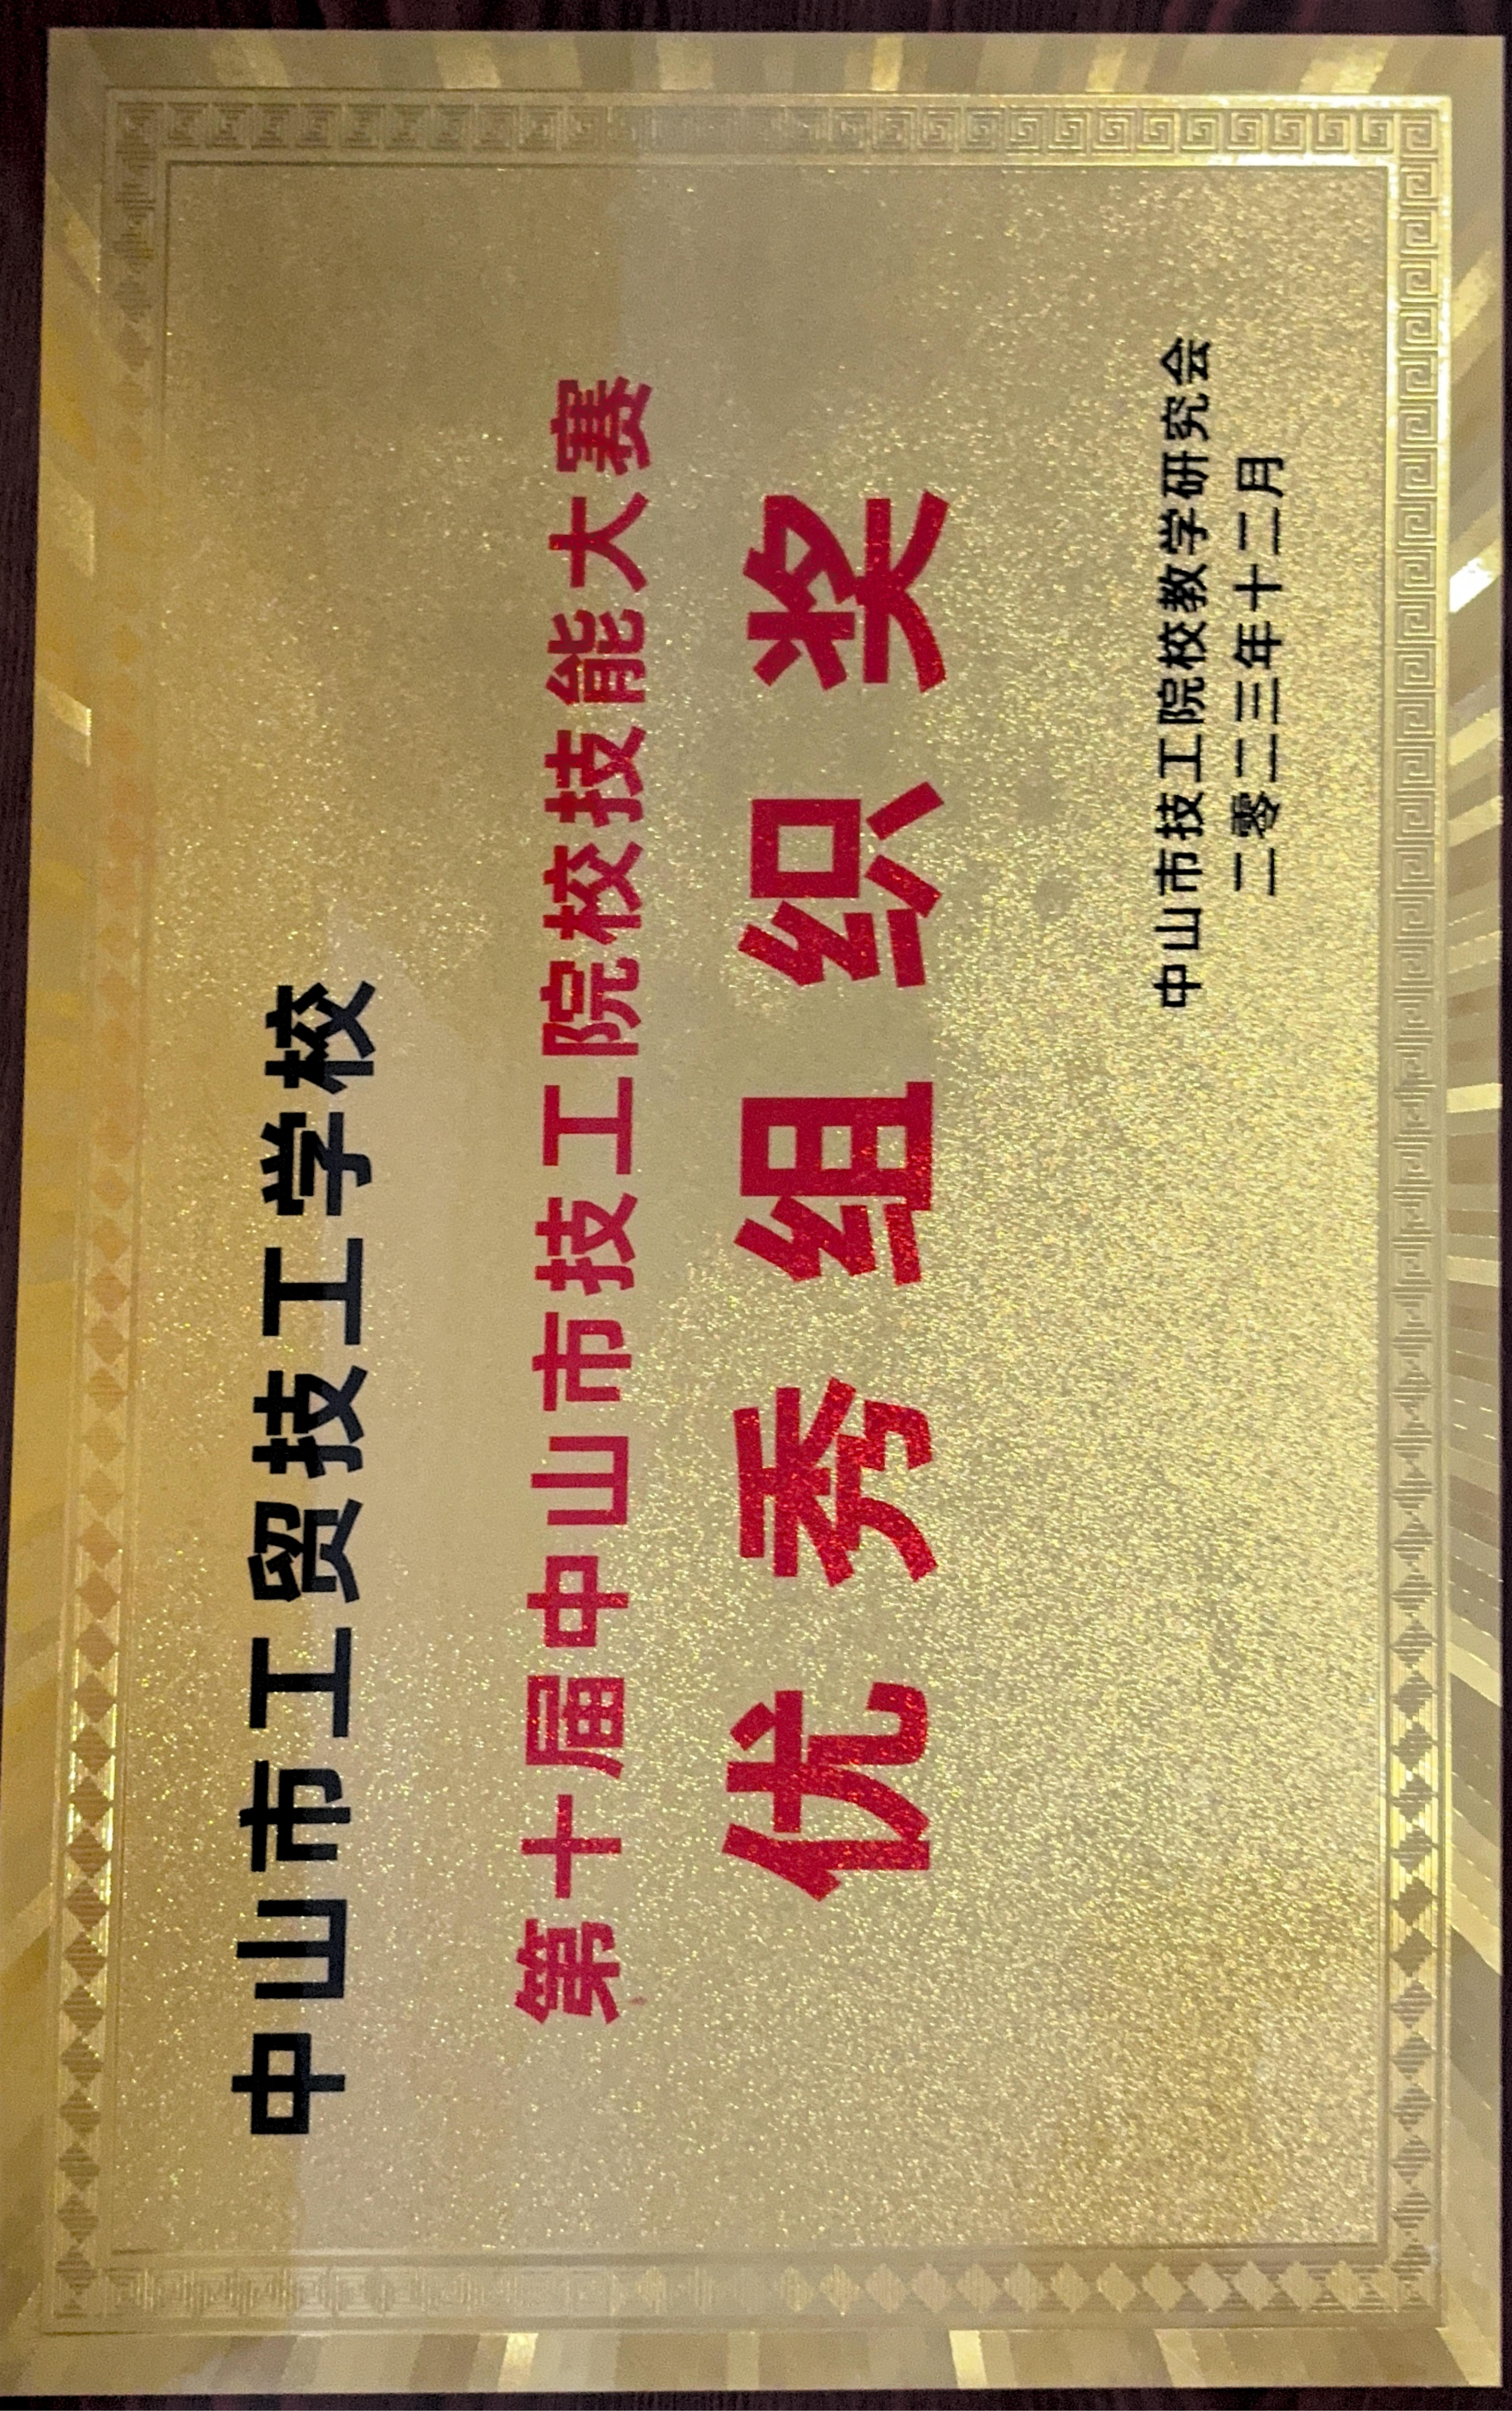 中山市工贸技工学校
第十届中山市技工院校技能大赛
优秀组织奖
中山市技工院校教学研究会
二零二三年十二月